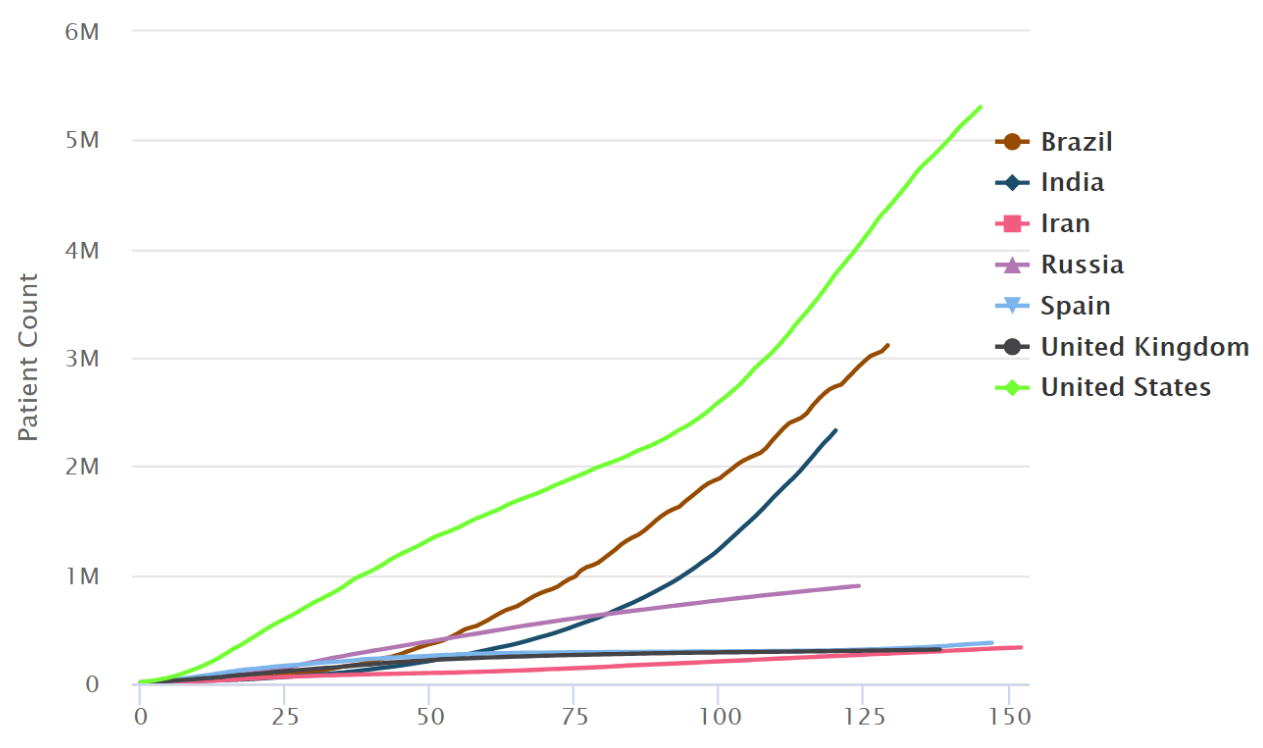 6M
5M
4M
3M
2M
1M
0
Patient Count
0 25 50 75 100 125 150
Brazil
India
Iran
Russia
Spain
United Kingdom
United States